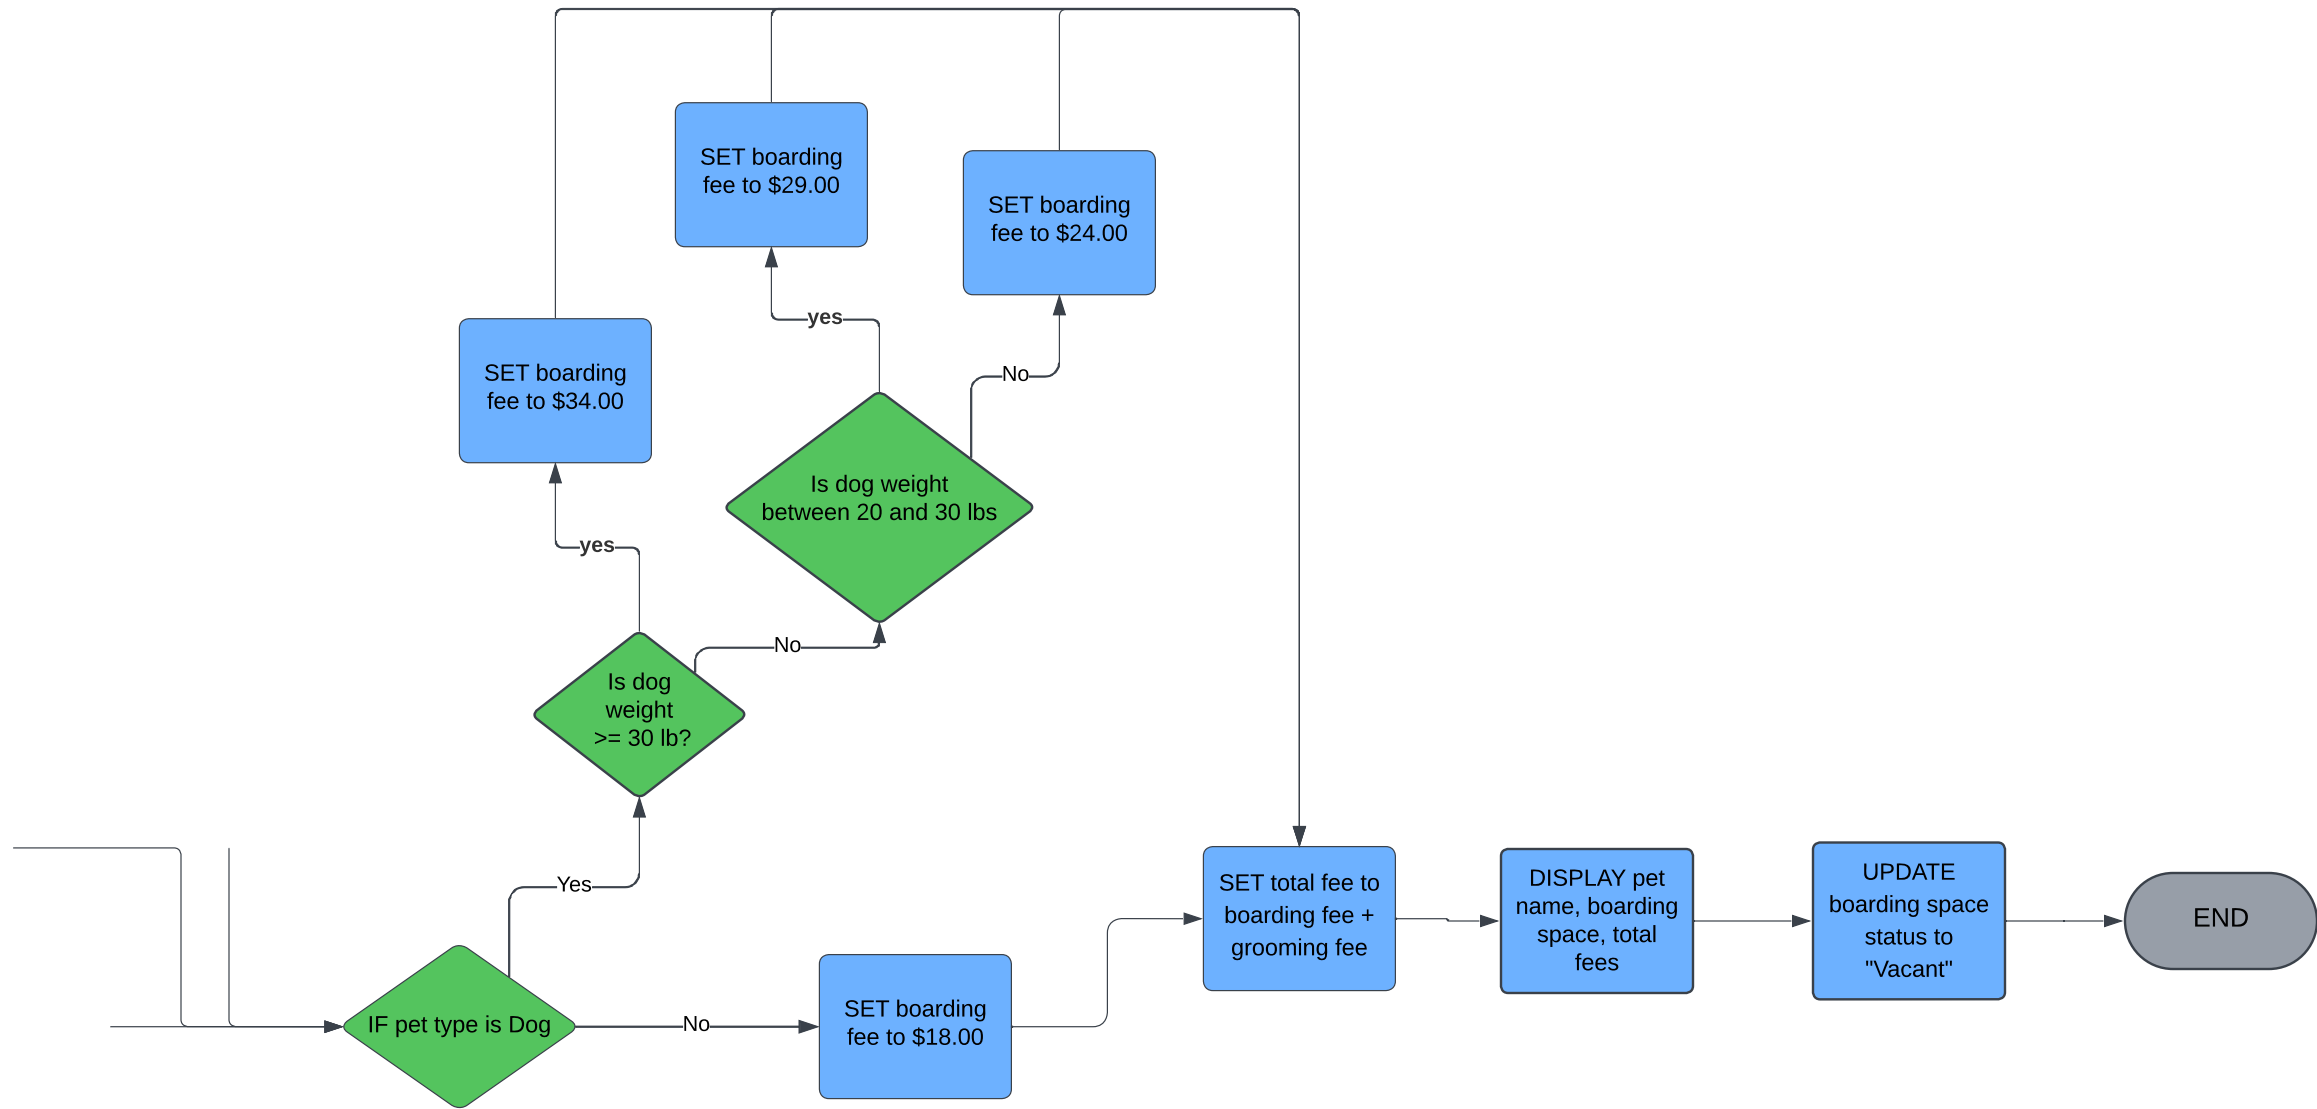 SET boarding
fee to $29.00
SET boarding
fee to $24.00
yes
No
SET boarding
fee to $34.00
Is dog weight
between 20 and 30 lbs
yes
No
Is dog
weight
>= 30 lb?
Yes
IF pet type is Dog
No
SET boarding
fee to $18.00
SET total fee to
boarding fee +
grooming fee
DISPLAY pet
name, boarding
space, total
fees
UPDATE
boarding space
status to
"Vacant"
END